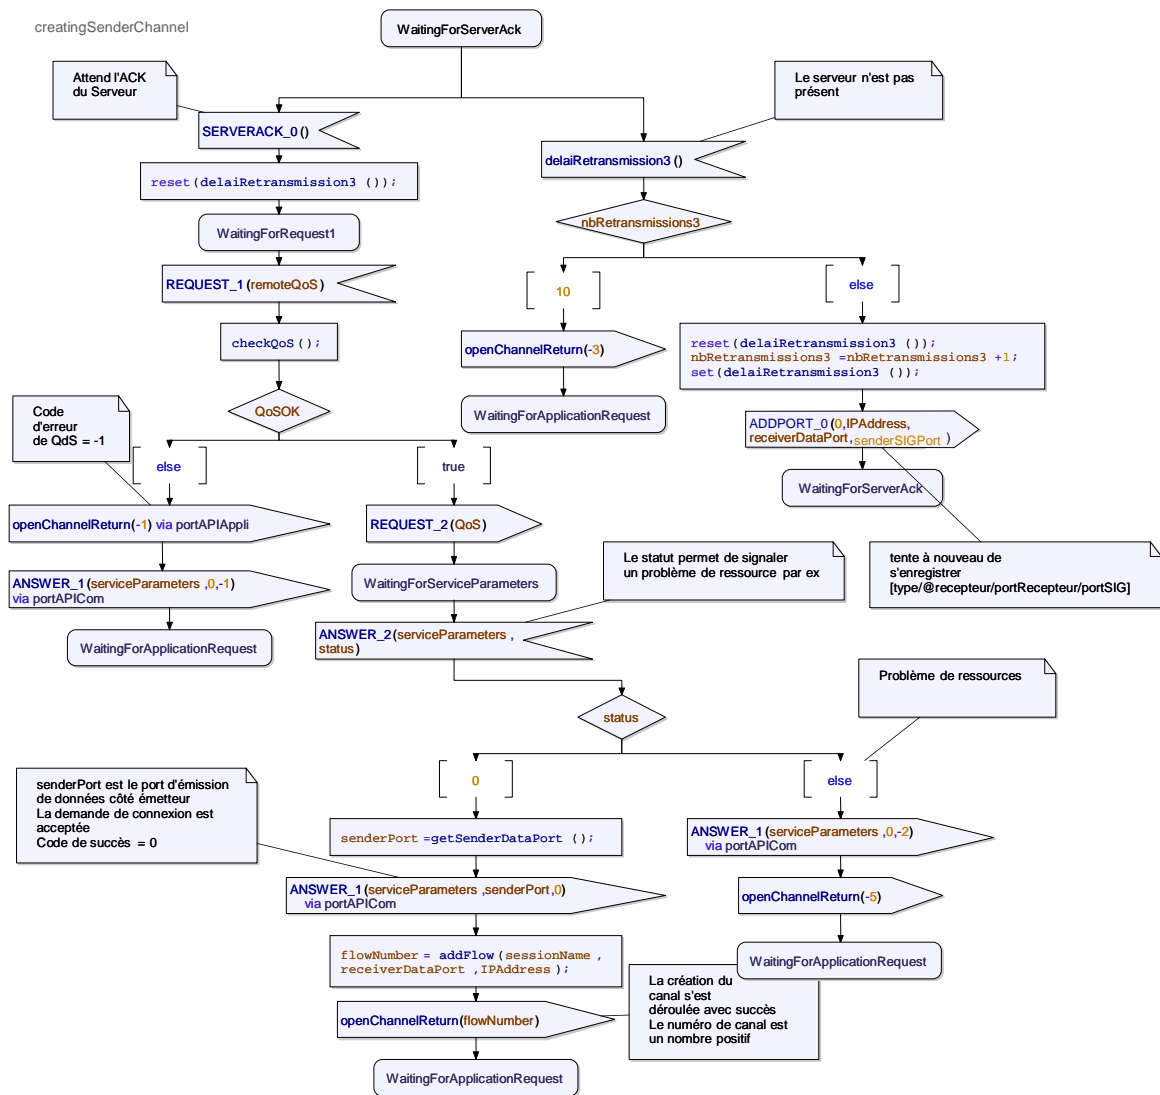 creatingSenderChannel
WaitingForServerAck
Attend l'ACK
du Serveur
Le serveur n'est pas
présent
SERVERACK_0 ()
delaiRetransmission3 ()
reset (delaiRetransmission3 ());
nbRetransmissions3
WaitingForRequest1
REQUEST_1 (remoteQoS)
10
else
checkQoS ();
openChannelReturn(-3)
reset (delaiRetransmission3 ());
nbRetransmissions3 =nbRetransmissions3 +1;
set (delaiRetransmission3 ());
WaitingForApplicationRequest
Code
d'erreur
de QdS = -1
QoSOK
ADDPORT_0 (0,IPAddress,
receiverDataPort,senderSIGPort )
else
true
WaitingForServerAck
openChannelReturn(-1) via portAPIAppli
REQUEST_2 (QoS)
Le statut permet de signaler
un problème de ressource par ex
tente à nouveau de
s'enregistrer
[type/@recepteur/portRecepteur/portSIG]
ANSWER_1 (serviceParameters ,0,-1)
via portAPICom
WaitingForServiceParameters
WaitingForApplicationRequest
ANSWER_2 (serviceParameters ,
status)
Problème de ressources
status
0
else
senderPort est le port d'émission
de données côté émetteur
La demande de connexion est
acceptée
Code de succès = 0
senderPort =getSenderDataPort ();
ANSWER_1 (serviceParameters ,0,-2)
via portAPICom
ANSWER_1 (serviceParameters ,senderPort,0)
via portAPICom
openChannelReturn(-5)
flowNumber = addFlow (sessionName ,
receiverDataPort ,IPAddress );
WaitingForApplicationRequest
La création du
canal s'est
déroulée avec succès
Le numéro de canal est
un nombre positif
openChannelReturn(flowNumber)
WaitingForApplicationRequest